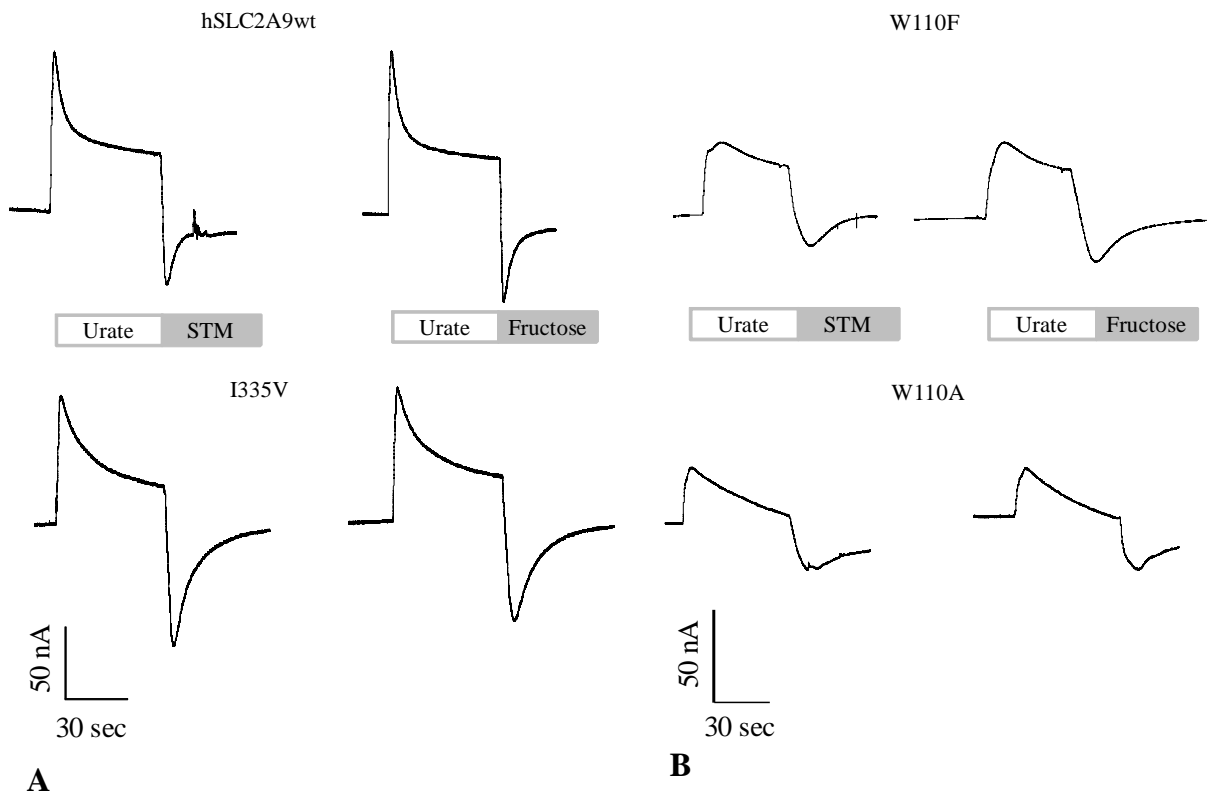 hSLC2A9wt
W110F
Urate STM
Urate Fructose
Urate STM
Urate Fructose
I335V
W110A
50 nA
30 sec
50 nA
30 sec
A
B